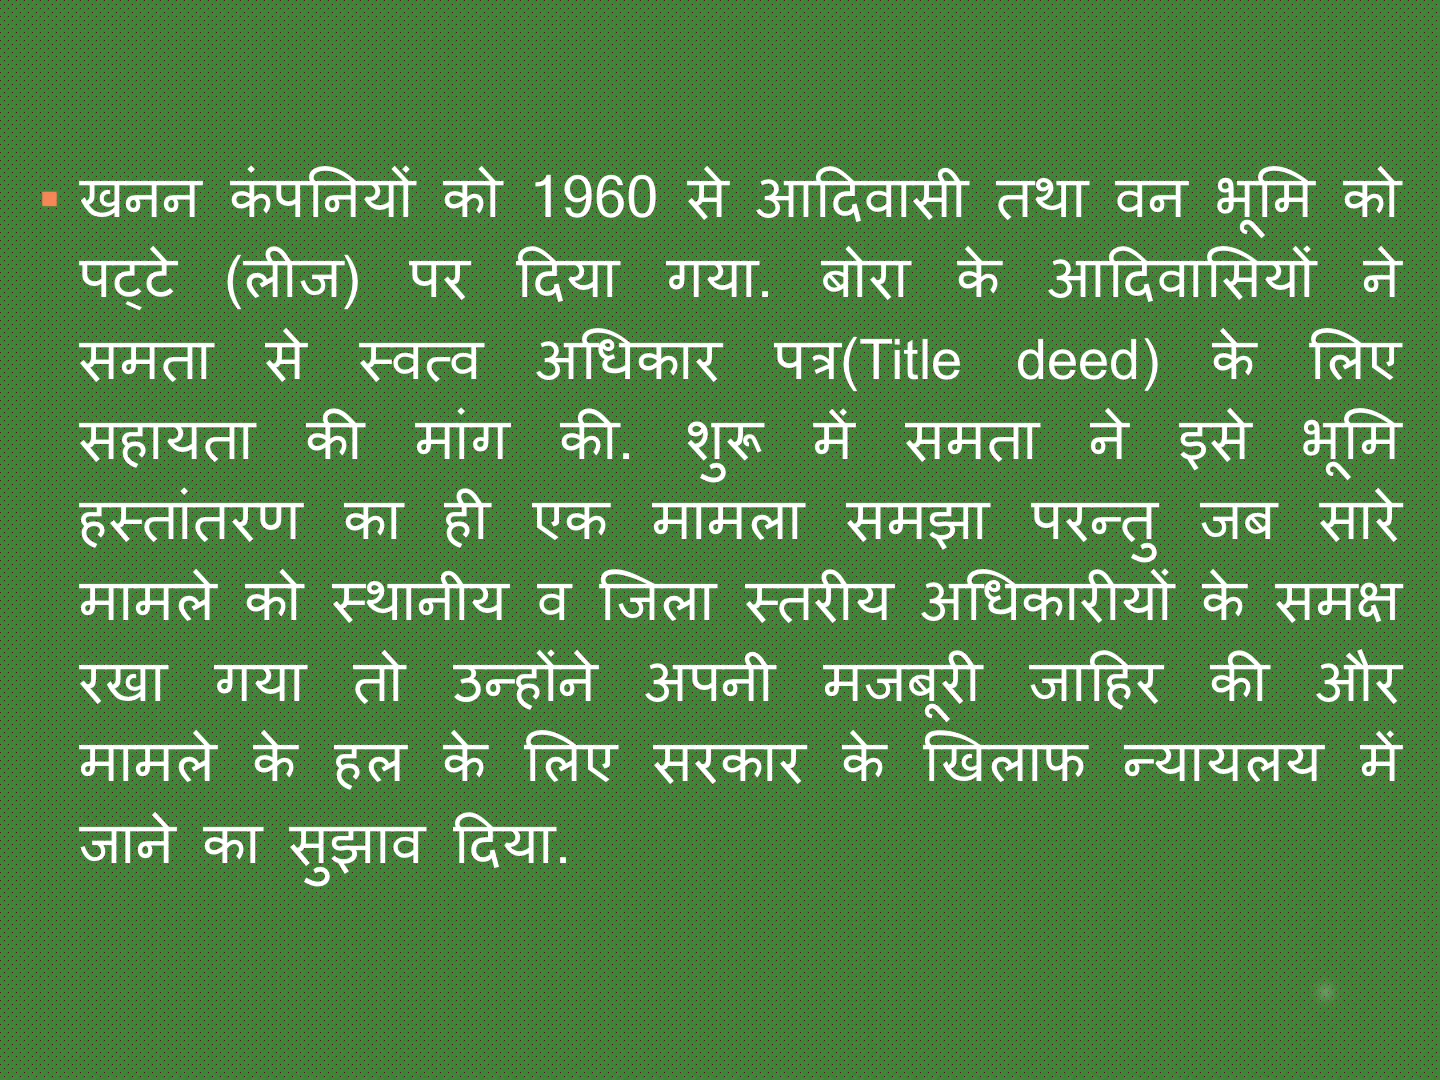 खनन कंपनियों को 1960 से आदिवासी तथा वन भूमि को
पट्टे (लीज) पर दिया गया. बोरा के आदिवासियों ने
समता से स्वत्व अधिकार पत्र(Title deed) के लिए
सहायता की मांग की. शुरू में समता ने इसे भूमि
हस्तांतरण का ही एक मामला समझा परन्तु जब सारे
मामले को स्थानीय व जिला स्तरीय अधिकारीयों के समक्ष
रखा गया तो उन्होंने अपनी मजबूरी जाहिर की और
मामले के हल के लिए सरकार के खिलाफ न्यायलय में
जाने का सुझाव दिया.